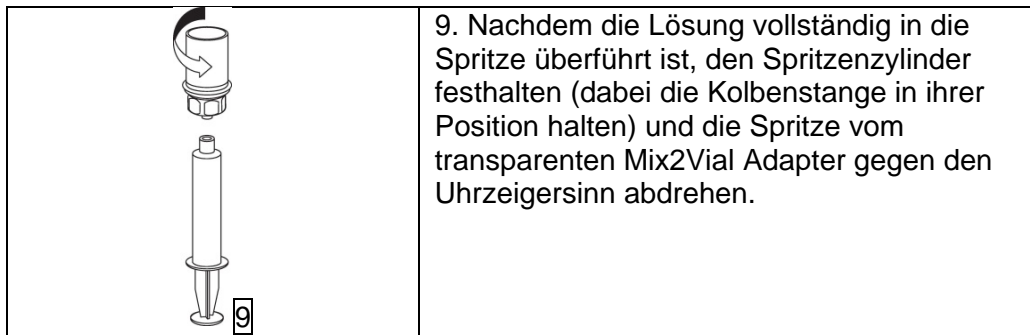 9. Nachdem die Lösung vollständig in die
Spritze überführt ist, den Spritzenzylinder
festhalten (dabei die Kolbenstange in ihrer
Position halten) und die Spritze vom
transparenten Mix2Vial Adapter gegen den
Uhrzeigersinn abdrehen.
9